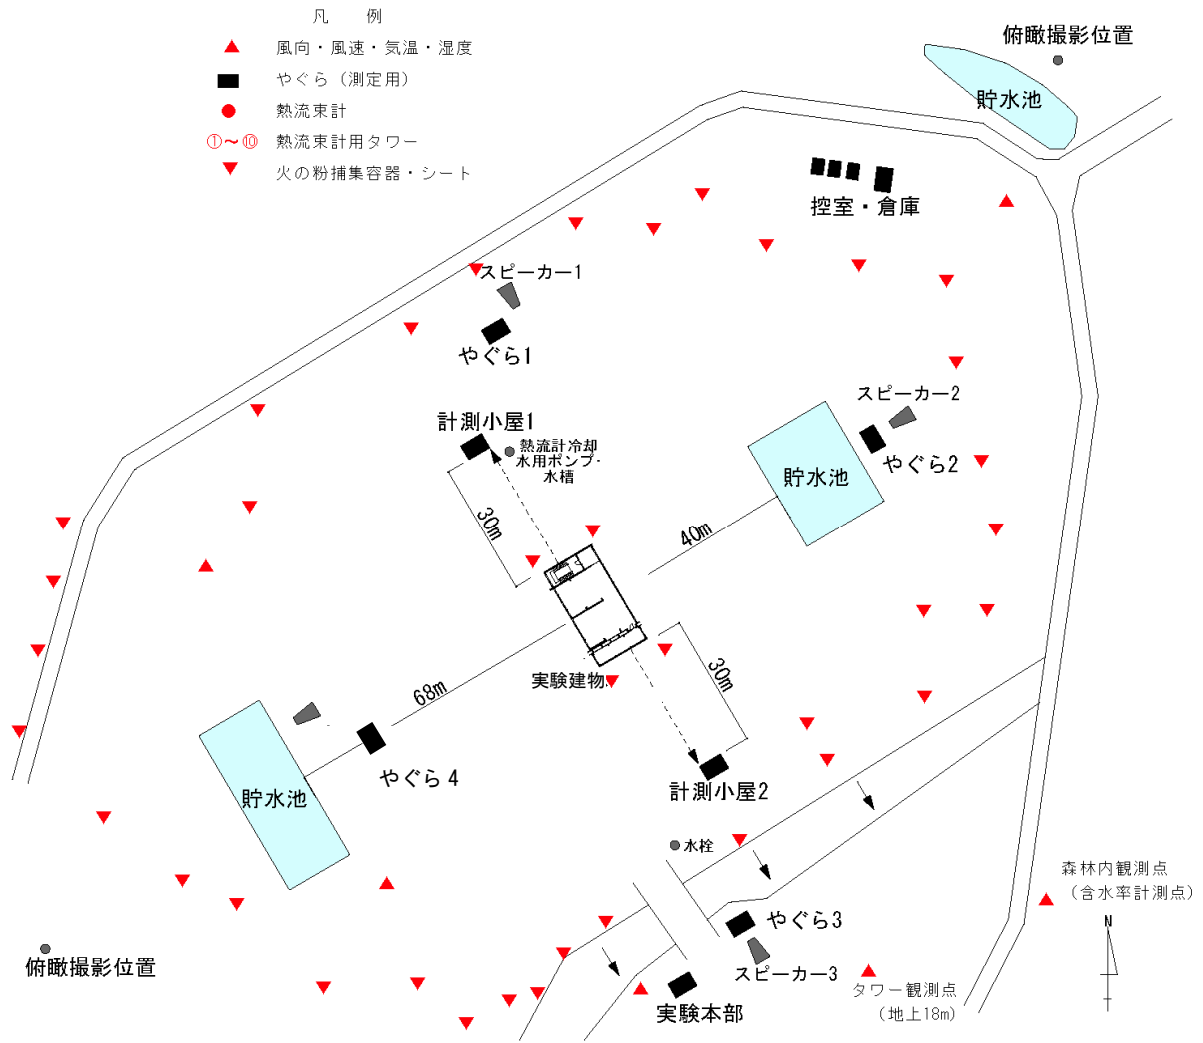 凡　例
風向・風速・気温・湿度
やぐら（測定用）
熱流束計
①～⑩ 熱流束計用タワー
火の粉捕集容器・シート
俯瞰撮影位置
貯水池
控室・倉庫
スピーカー1
やぐら1
スピーカー2
計測小屋1
熱流計冷却
水用ポンプ・
水槽
やぐら2
貯水池
30m
40m
実験建物
30m
68m
やぐら4
計測小屋2
貯水池
水栓
森林内観測点
（含水率計測点）
やぐら3
N
俯瞰撮影位置
スピーカー3
タワー観測点
（地上18m）
実験本部